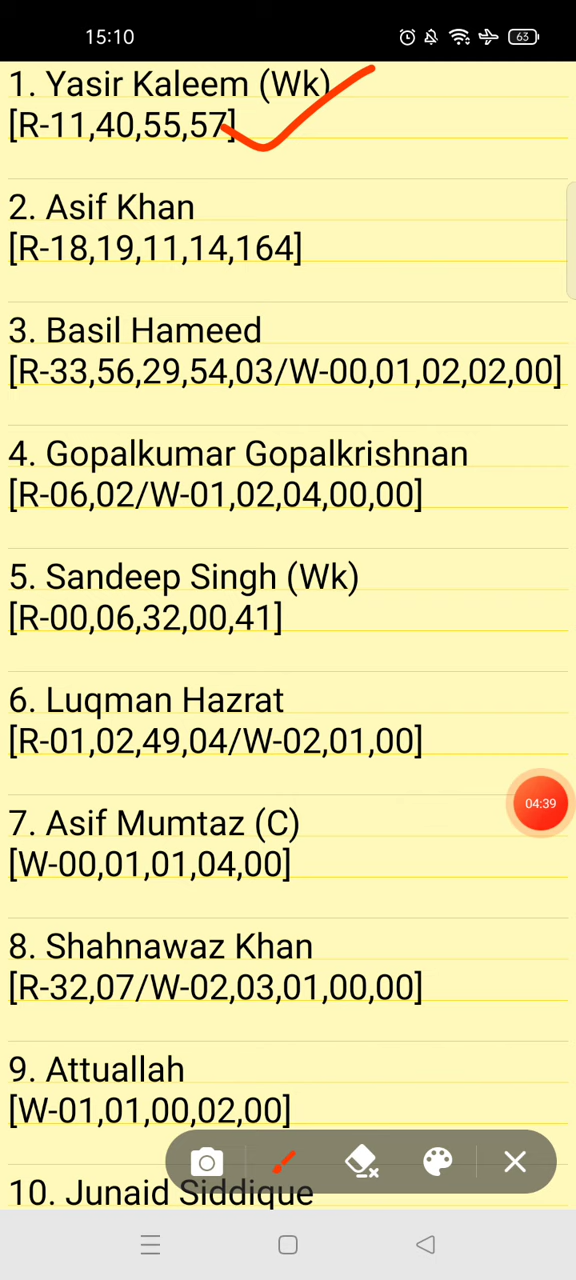 15:10
63
1. Yasir Kaleem (Wk)
[R-11,40,55,57]
2. Asif Khan
[R-18,19,11,14,164]
3. Basil Hameed
[R-33,56,29,54,03/W-00,01,02,02,00]
4. Gopalkumar Gopalkrishnan
[R-06,02/W-01,02,04,00,00]
5. Sandeep Singh (Wk)
[R-00,06,32,00,41]
6. Luqman Hazrat
[R-01,02,49,04/W-02,01,00]
04:39
7. Asif Mumtaz (C)
[W-00,01,01,04,00]
8. Shahnawaz Khan
[R-32,07/W-02,03,01,00,00]
9. Attuallah
[W-01,01,00,02,00]
10. Junaid Siddique